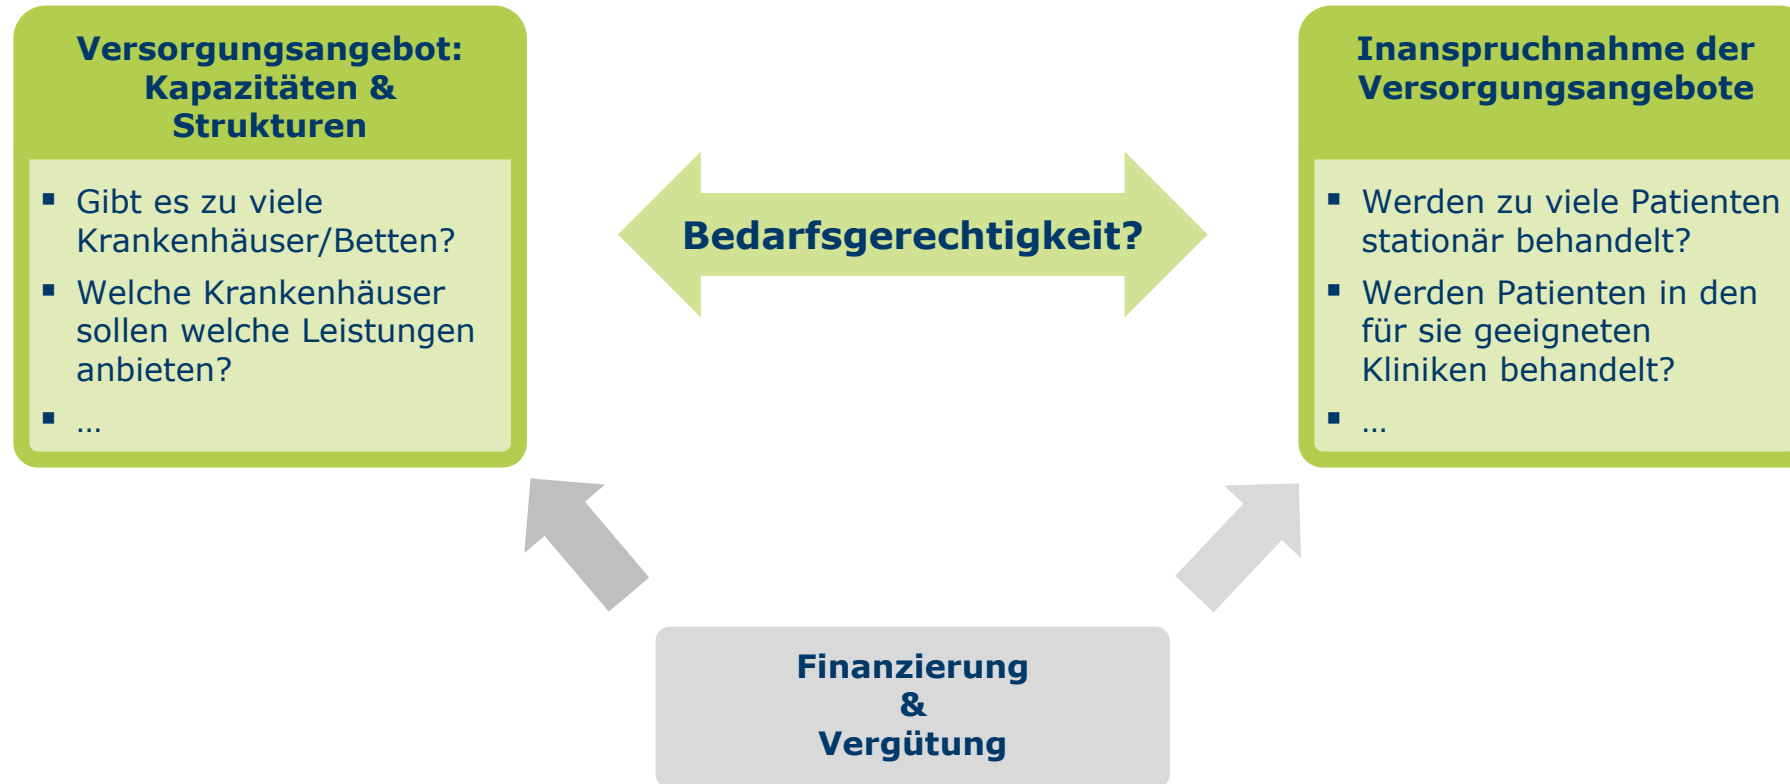 Versorgungsangebot:
Kapazitäten &
Strukturen
▪ Gibt es zu viele
Krankenhäuser/Betten?
▪ Welche Krankenhäuser
sollen welche Leistungen
anbieten?
▪ …
Bedarfsgerechtigkeit?
Inanspruchnahme der
Versorgungsangebote
▪ Werden zu viele Patienten
stationär behandelt?
▪ Werden Patienten in den
für sie geeigneten
Kliniken behandelt?
▪ …
Finanzierung
&
Vergütung